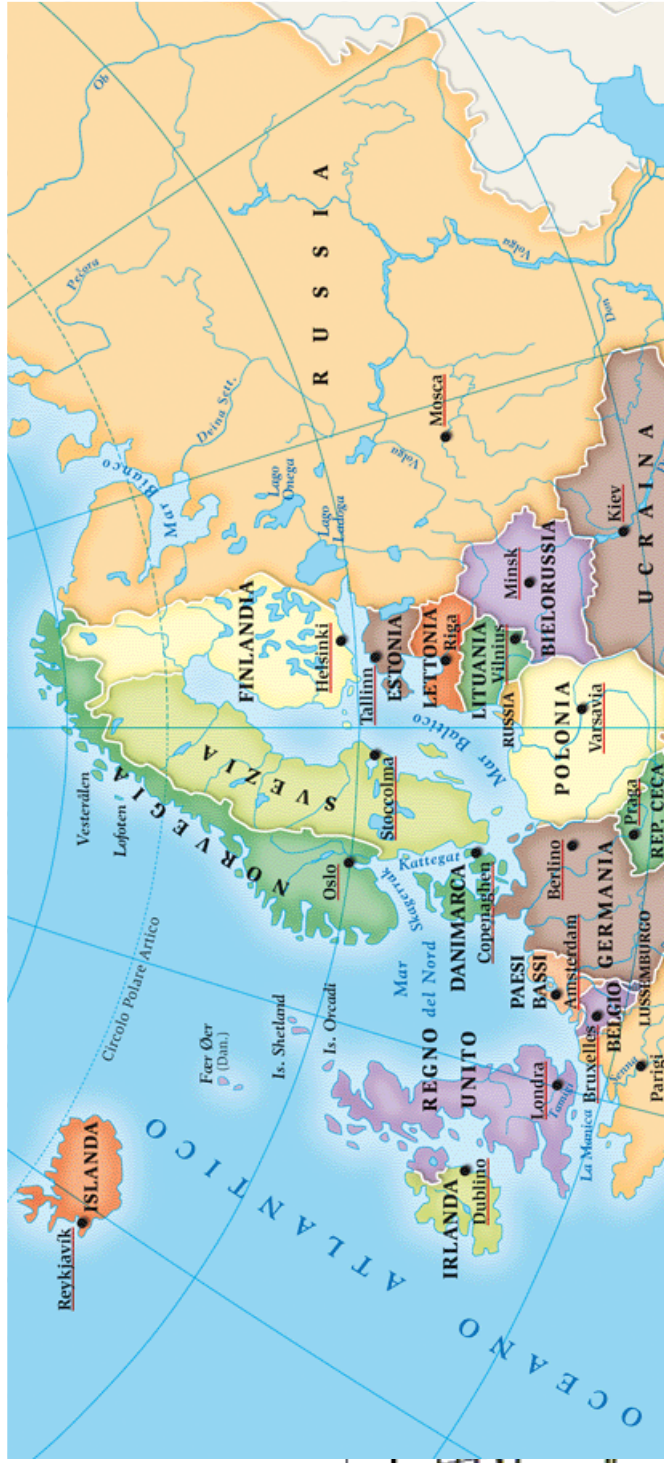 Reykjavík
ISLANDA
Circolo Polare Artico
Vesterålen
Lofoten
NORVEGIA
SVEZIA
FINLANDIA
Mar Bianco
Pečora
Ob
Fær Øer
(Dan.)
Is. Shetland
Is. Orcadi
Oslo
Stoccolma
Helsinki
Tallinn
ESTONIA
Lago
Ladoga
Lago
Onega
Dvina Sett.
RUSSIA
OCEANO ATLANTICO
Mar
del Nord
Skagerrak
Kattegat
Mar Baltico
LETTONIA
Riga
LITUANIA
Vilnius
RUSSIA
Mosca
Volga
Volga
IRLANDA
Dublino
REGNO
UNITO
Londra
Tamigi
DANIMARCA
Copenaghen
PAESI
BASSI
Amsterdam
Berlino
GERMANIA
POLONIA
Varsavia
BIELORUSSIA
Minsk
Don
La Manica
Bruxelles
BELGIO
LUSSEMBURGO
Senna
Parigi
Praga
REP. CECA
Kiev
UCRAINA